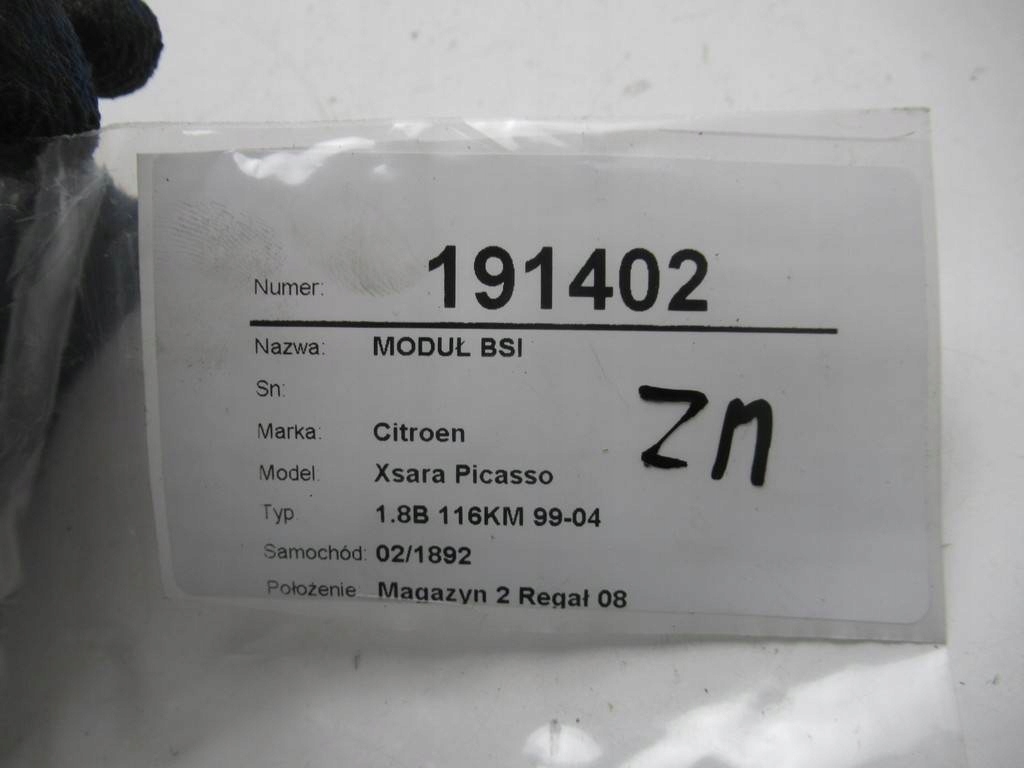 Numer: 191402
Nazwa: MODUŁ BSI
Sn:
zn
Marka: Citroen
Model: Xsara Picasso
Typ 1.8B 116KM 99-04
Samochód: 02/1892
Położenie: Magazyn 2 Regał 08